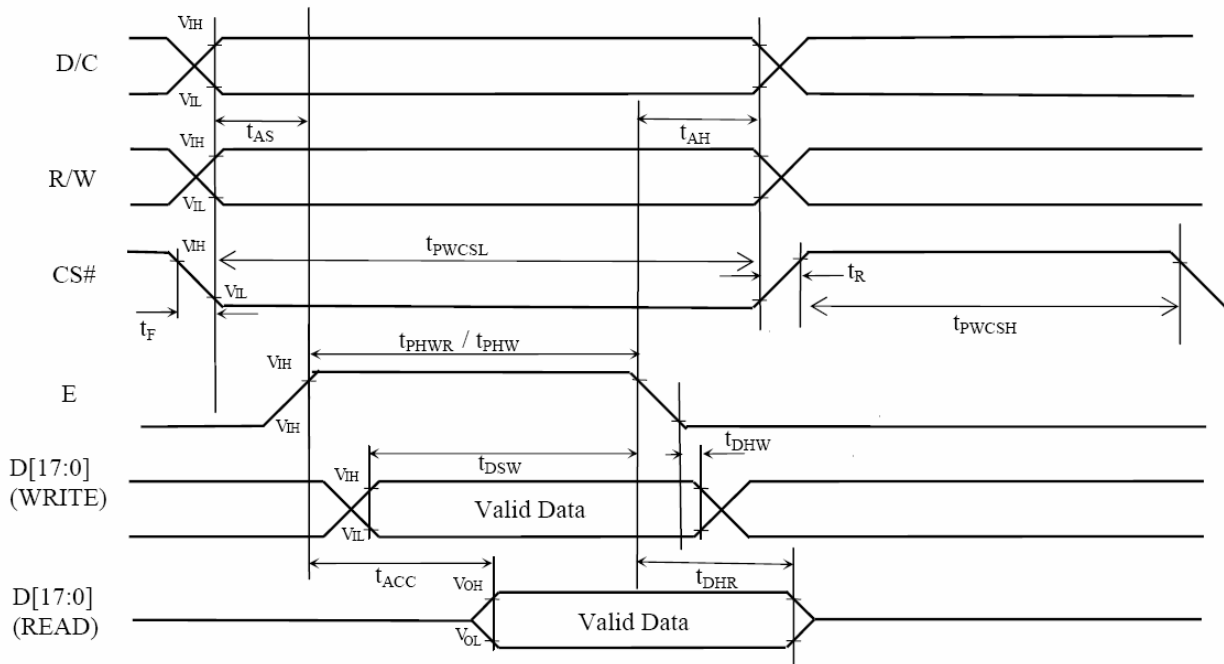 VIH
D/C
VIL
tAS
tAH
VIH
R/W
VIL
VIH
tPWCSL
CS#
tR
VIL
tF
tPWCSH
tPHWR / tPHW
VIH
E
VIH
tDHW
D[17:0]
(WRITE)
VIH
tDSW
Valid Data
VIL
tACC
tDHR
VOH
D[17:0]
(READ)
Valid Data
VOL